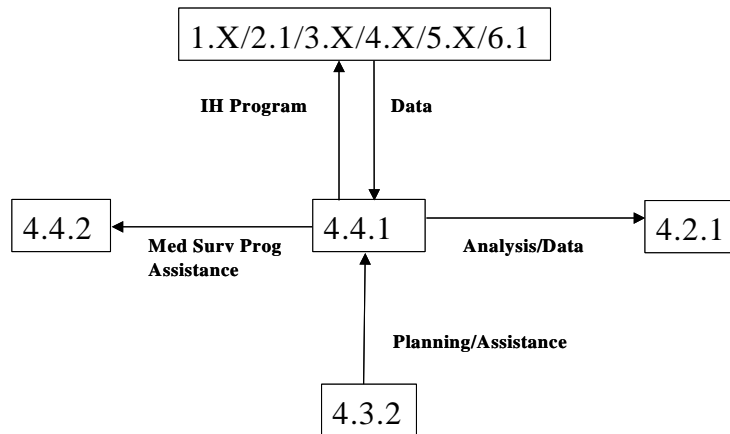 1.X/2.1/3.X/4.X/5.X/6.1
IH Program
Data
4.4.2
4.4.1
4.2.1
Med Surv Prog
Assistance
Analysis/Data
Planning/Assistance
4.3.2